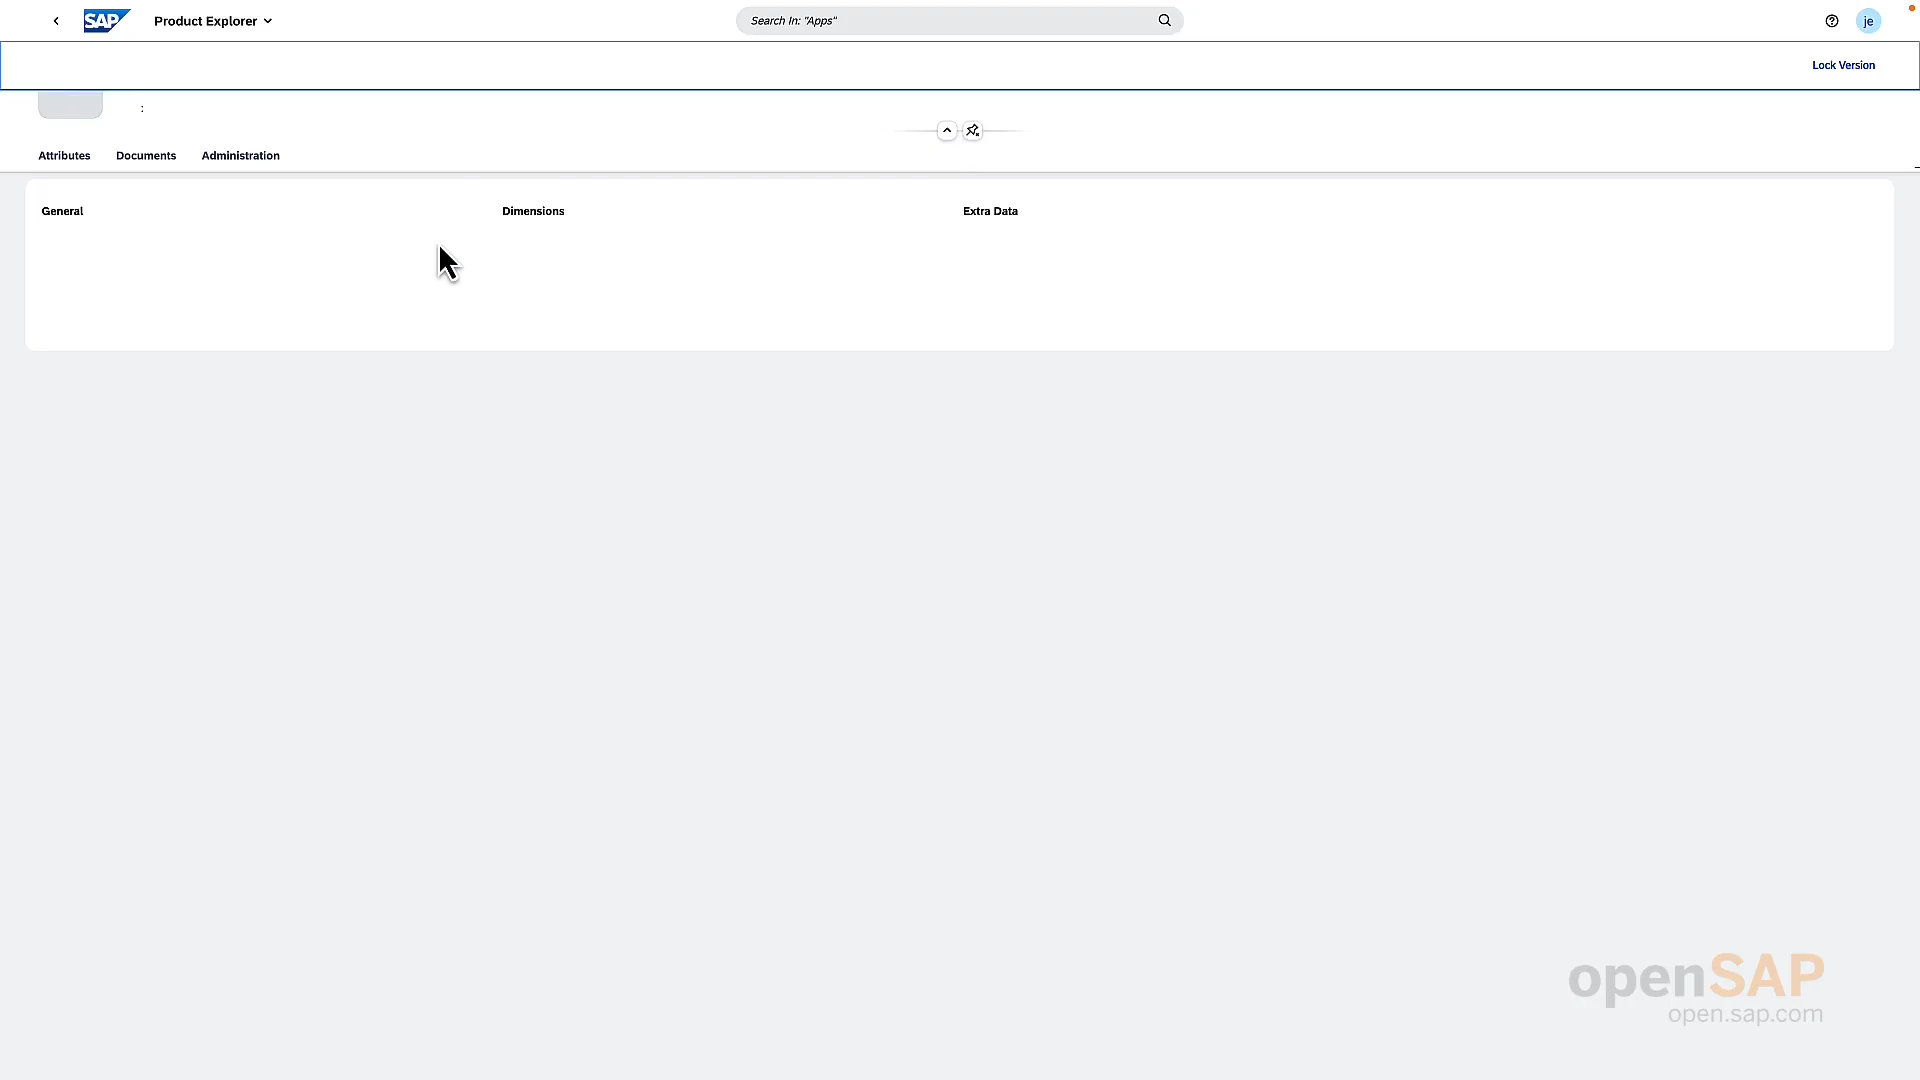 SAP
Product Explorer
Search In: "Apps"
je
Lock Version
:
Attributes
Documents
Administration
General
Dimensions
Extra Data
openSAP
open.sap.com